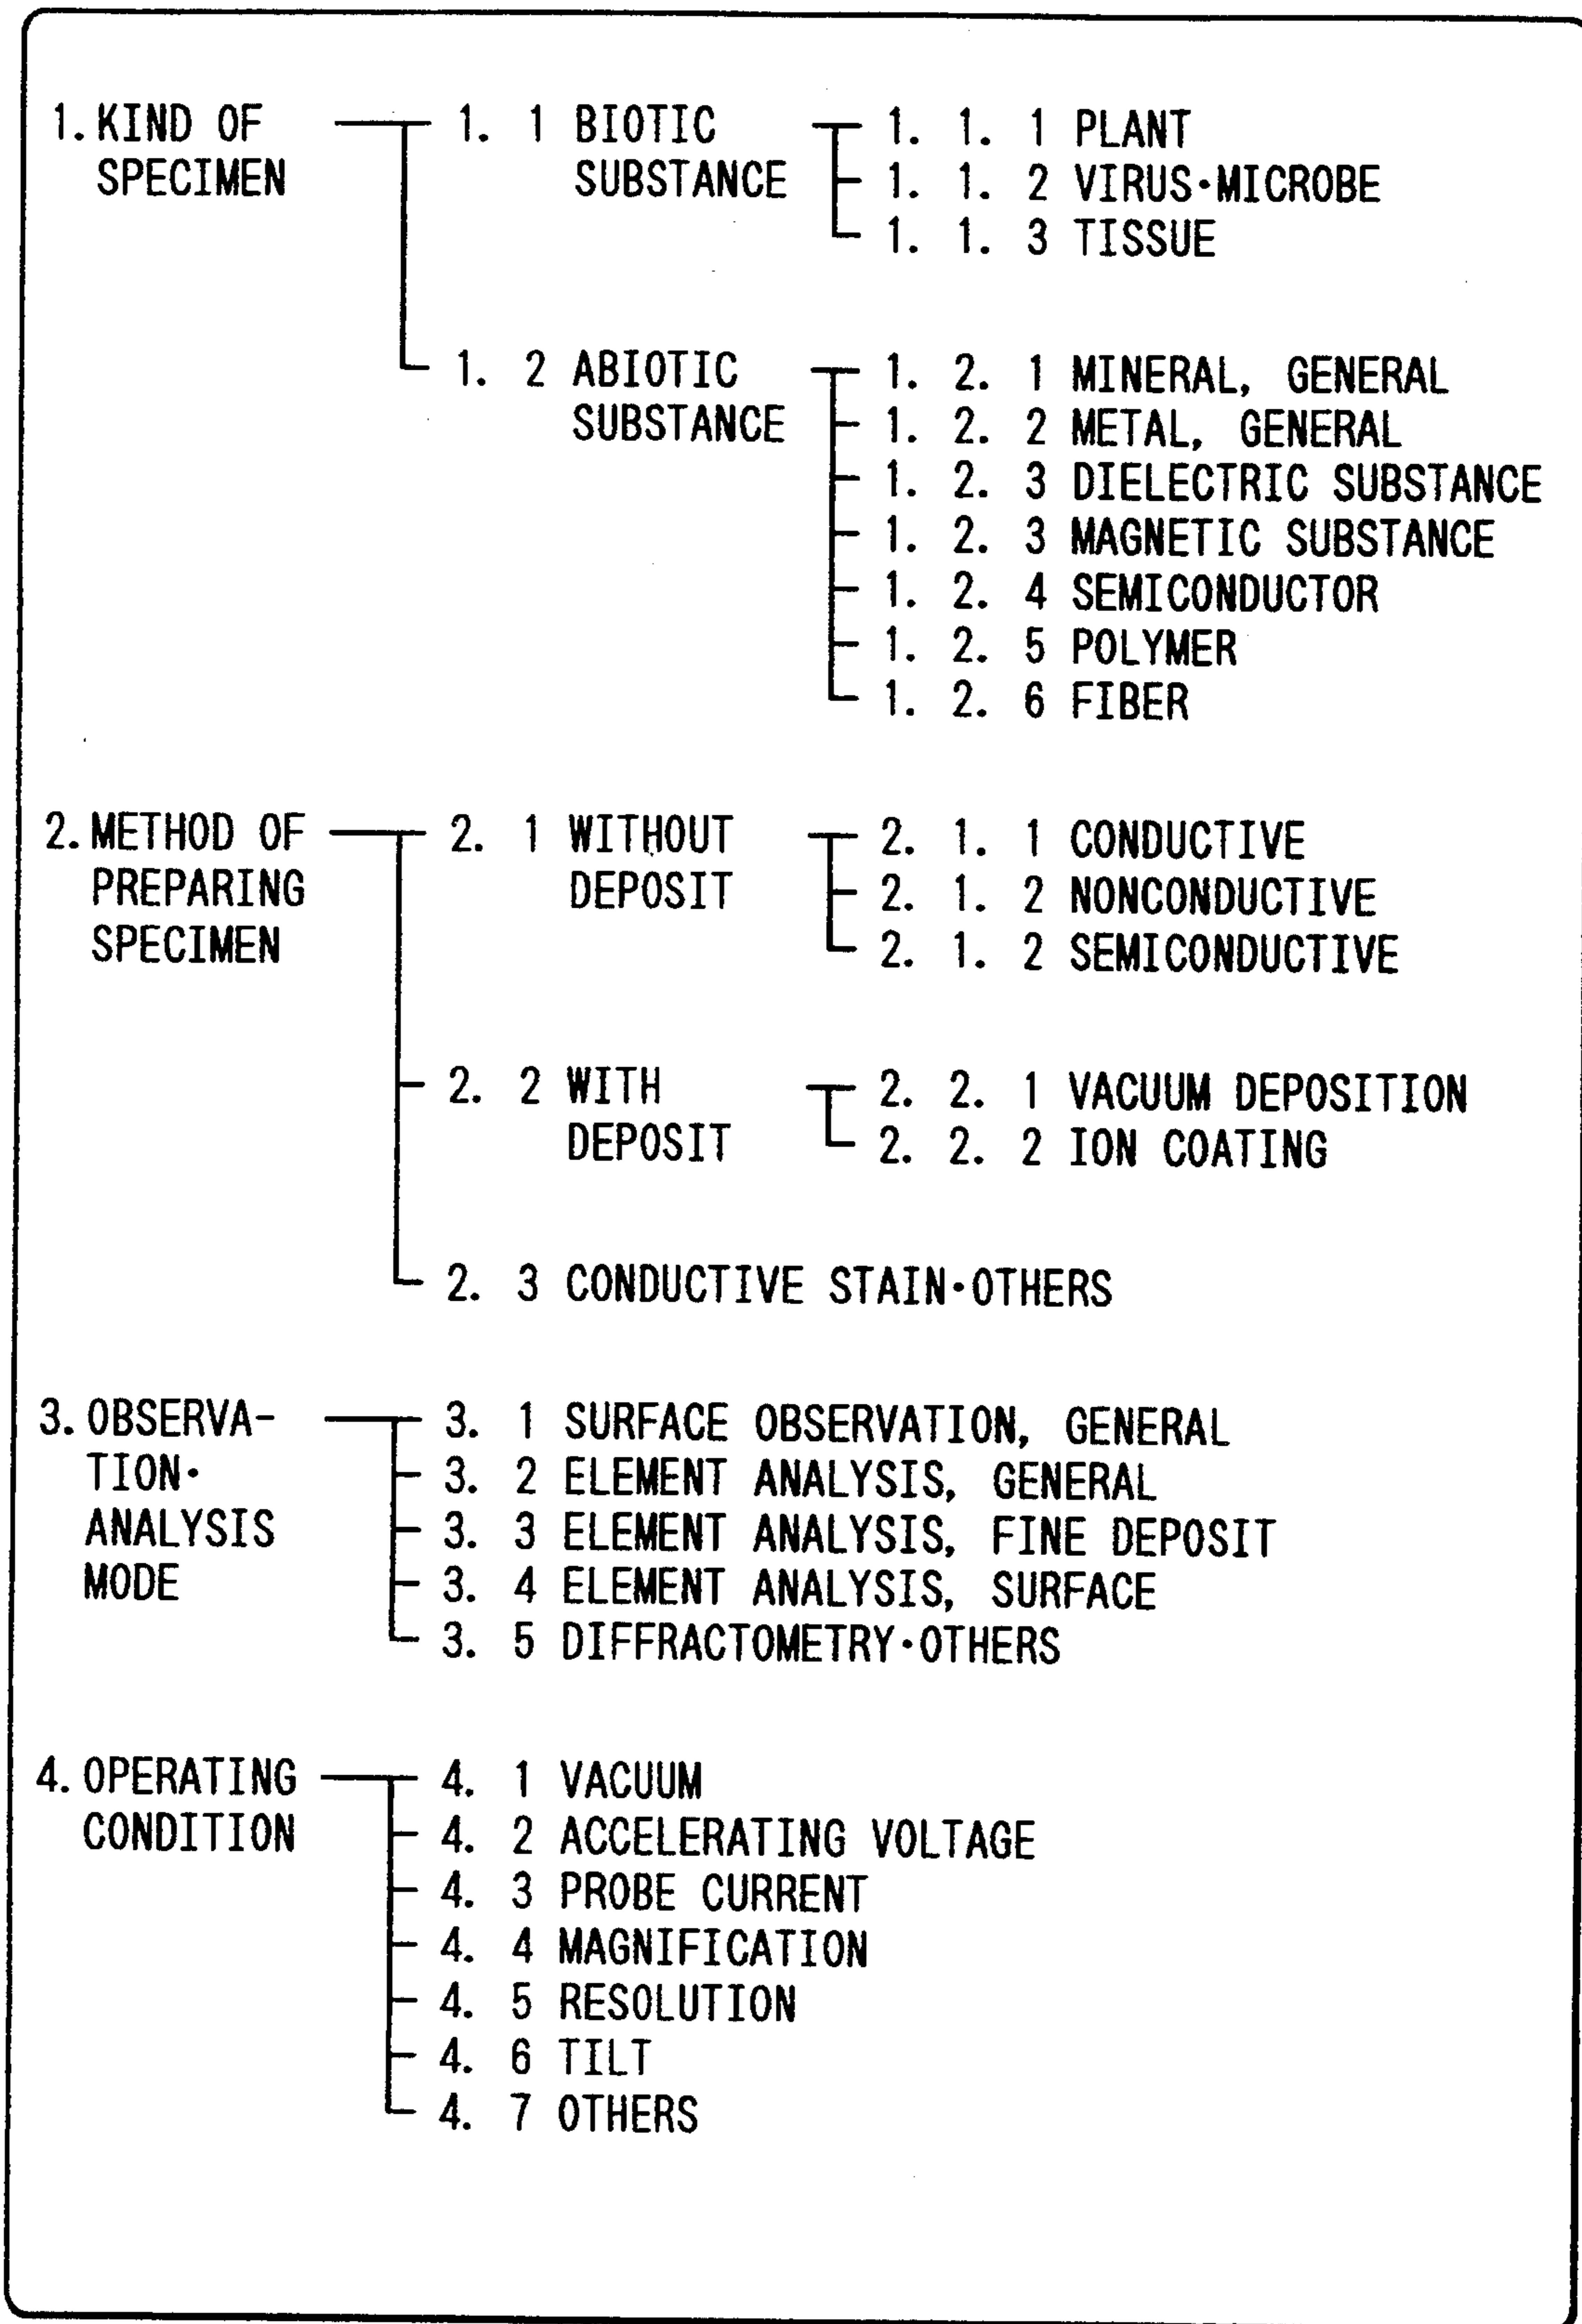 1. KIND OF SPECIMEN
1. 1 BIOTIC SUBSTANCE
1. 1. 1 PLANT
1. 1. 2 VIRUS·MICROBE
1. 1. 3 TISSUE
1. 2 ABIOTIC SUBSTANCE
1. 2. 1 MINERAL, GENERAL
1. 2. 2 METAL, GENERAL
1. 2. 3 DIELECTRIC SUBSTANCE
1. 2. 3 MAGNETIC SUBSTANCE
1. 2. 4 SEMICONDUCTOR
1. 2. 5 POLYMER
1. 2. 6 FIBER
2. METHOD OF PREPARING SPECIMEN
2. 1 WITHOUT DEPOSIT
2. 1. 1 CONDUCTIVE
2. 1. 2 NONCONDUCTIVE
2. 1. 2 SEMICONDUCTIVE
2. 2 WITH DEPOSIT
2. 2. 1 VACUUM DEPOSITION
2. 2. 2 ION COATING
2. 3 CONDUCTIVE STAIN·OTHERS
3. OBSERVA-
TION·
ANALYSIS
MODE
3. 1 SURFACE OBSERVATION, GENERAL
3. 2 ELEMENT ANALYSIS, GENERAL
3. 3 ELEMENT ANALYSIS, FINE DEPOSIT
3. 4 ELEMENT ANALYSIS, SURFACE
3. 5 DIFFRACTOMETRY·OTHERS
4. OPERATING CONDITION
4. 1 VACUUM
4. 2 ACCELERATING VOLTAGE
4. 3 PROBE CURRENT
4. 4 MAGNIFICATION
4. 5 RESOLUTION
4. 6 TILT
4. 7 OTHERS